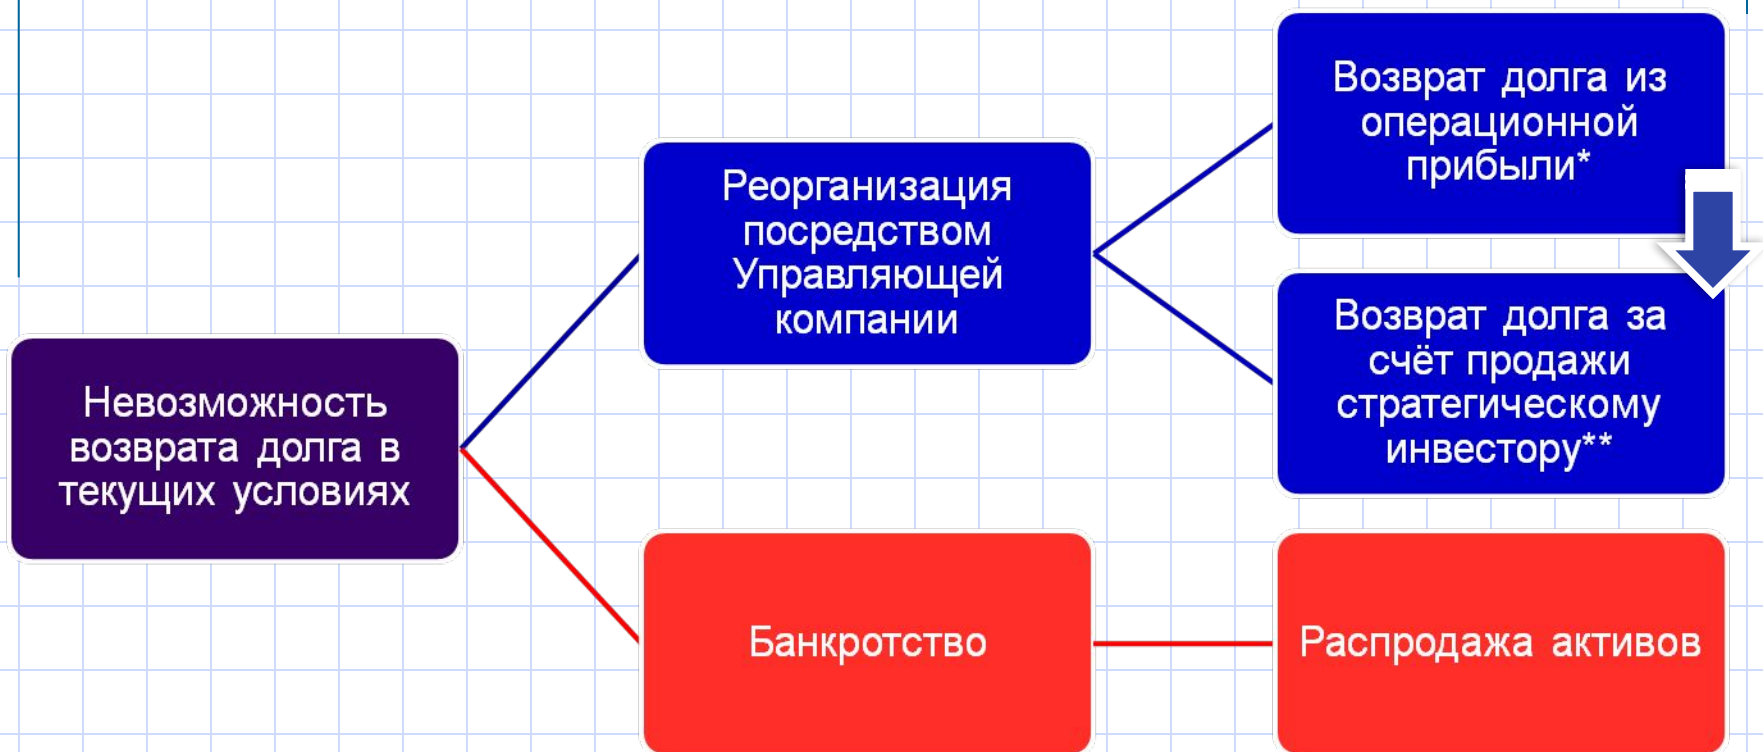 Невозможность
возврата долга в
текущих условиях
Реорганизация
посредством
Управляющей
компании
Возврат долга из
операционной
прибыли*
Возврат долга за
счёт продажи
стратегическому
инвестору**
Банкротство
Распродажа активов